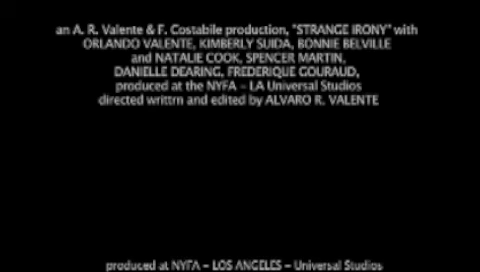 an A. R. Valente & F. Costabile production, "STRANGE IRONY" with
ORLANDO VALENTE, KIMBERLY SUIDA, BONNIE BELVILLE
and NATALIE COOK, SPENCER MARTIN,
DANIELLE DEARING, FREDERIQUE GOURAUD,
produced at the NYFA - LA Universal Studios
directed writtrn and edited by ALVARO R. VALENTE
produced at NYFA - LOS ANGELES - Universal Studios